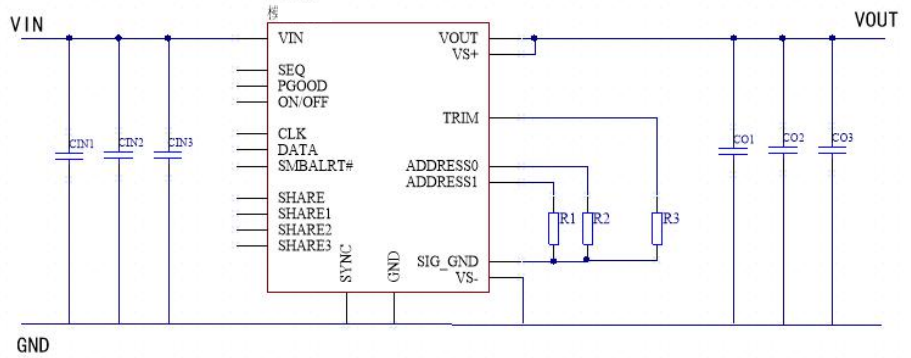 VIN
VOUT
VIN
VOUT
VS+
SEQ
PGOOD
ON/OFF
TRIM
CLK
DATA
SMBALRT#
ADDRESS0
ADDRESS1
CIN1
CIN2
CIN3
CO1
CO2
CO3
SHARE
SHARE1
SHARE2
SHARE3
R1
R2
R3
SYNC
GND
SIG_GND
VS-
GND